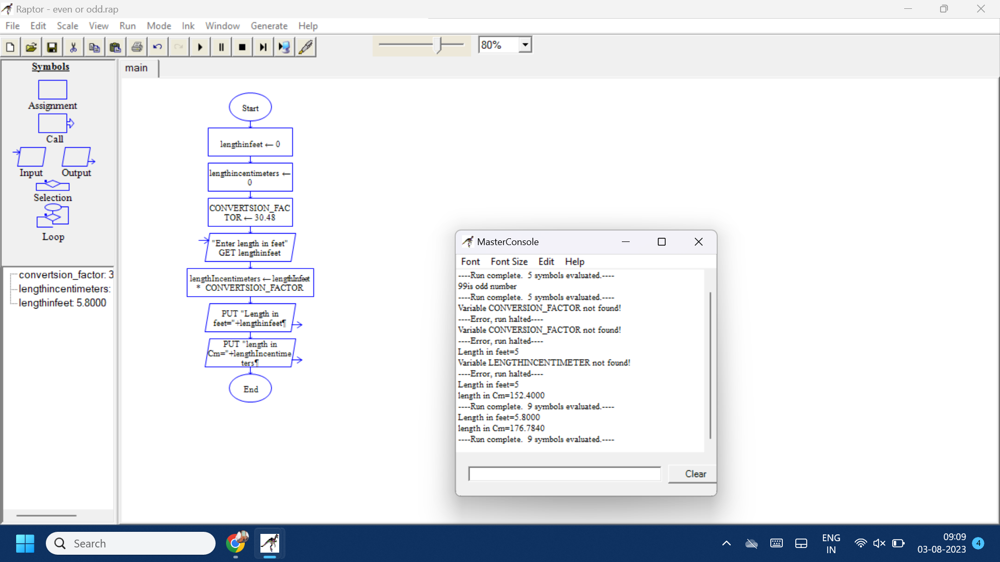 Raptor - even or odd.rap
File Edit Scale View Run Mode Ink Window Generate Help
80%
Symbols
Assignment
Call
Input Output
Selection
Loop
convertsion_factor: 3
lengthincentimeters:
lengthinfeet: 5.8000
main
Start
lengthinfeet ← 0
lengthincentimeters ←
0
CONVERTSION_FAC
TOR ← 30.48
"Enter length in feet"
GET lengthinfeet
lengthIncentimeters ← lengthInfeet
* CONVERTSION_FACTOR
PUT "Length in
feet="+lengthinfeet¶
PUT "length in
Cm="+lengthIncentime
ters¶
End
MasterConsole
Font Font Size Edit Help
----Run complete. 5 symbols evaluated.----
99is odd number
----Run complete. 5 symbols evaluated.----
Variable CONVERSION_FACTOR not found!
----Error, run halted----
Variable CONVERSION_FACTOR not found!
----Error, run halted----
Length in feet=5
Variable LENGTHINCENTIMETER not found!
----Error, run halted----
Length in feet=5
length in Cm=152.4000
----Run complete. 9 symbols evaluated.----
Length in feet=5.8000
length in Cm=176.7840
----Run complete. 9 symbols evaluated.----
Clear
Search
ENG
IN
09:09
03-08-2023
4